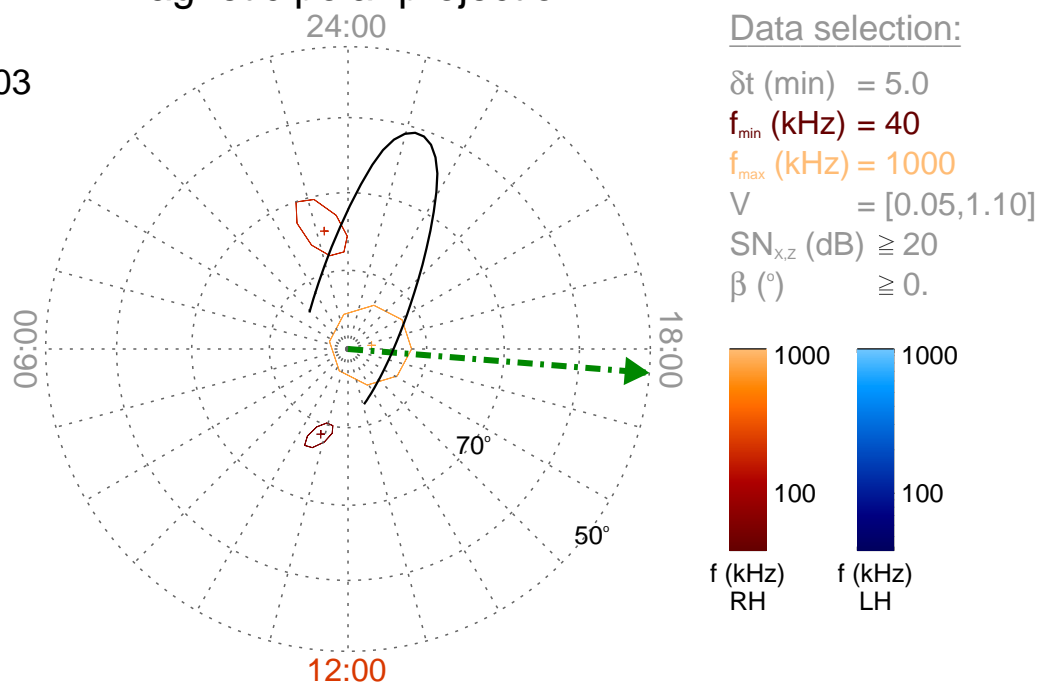 24:00
03
06:00
18:00
12:00
70°
50°
Data selection:
δt (min) = 5.0
fmin (kHz) = 40
fmax (kHz) = 1000
V = [0.05,1.10]
SNx,z (dB) ≧ 20
β (°) ≧ 0.
1000
100
f (kHz)
RH
1000
100
f (kHz)
LH